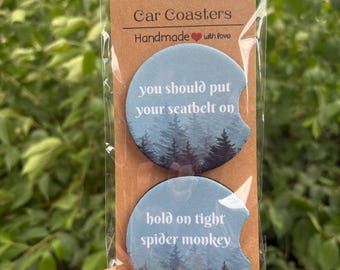 Car Coasters
Handmade with love
you should put
your seatbelt on
hold on tight
spider monkey